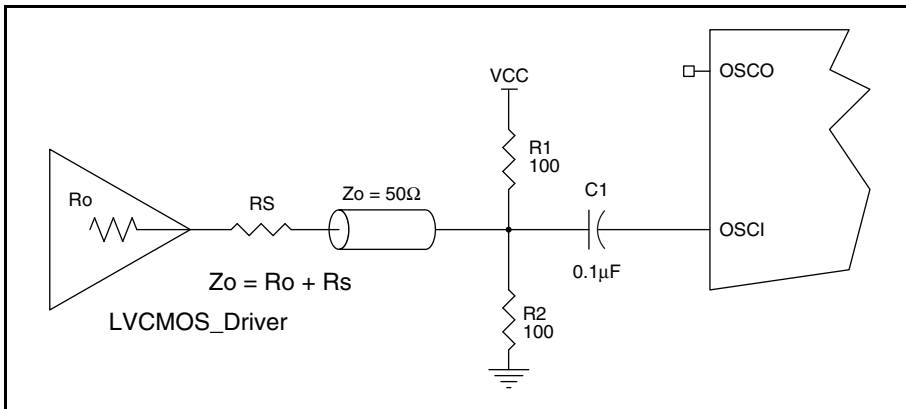 OSCO
VCC
R1
100
Ro
RS
Zo = 50Ω
C1
OSCI
0.1μF
Zo = Ro + Rs
LVCMOS_Driver
R2
100